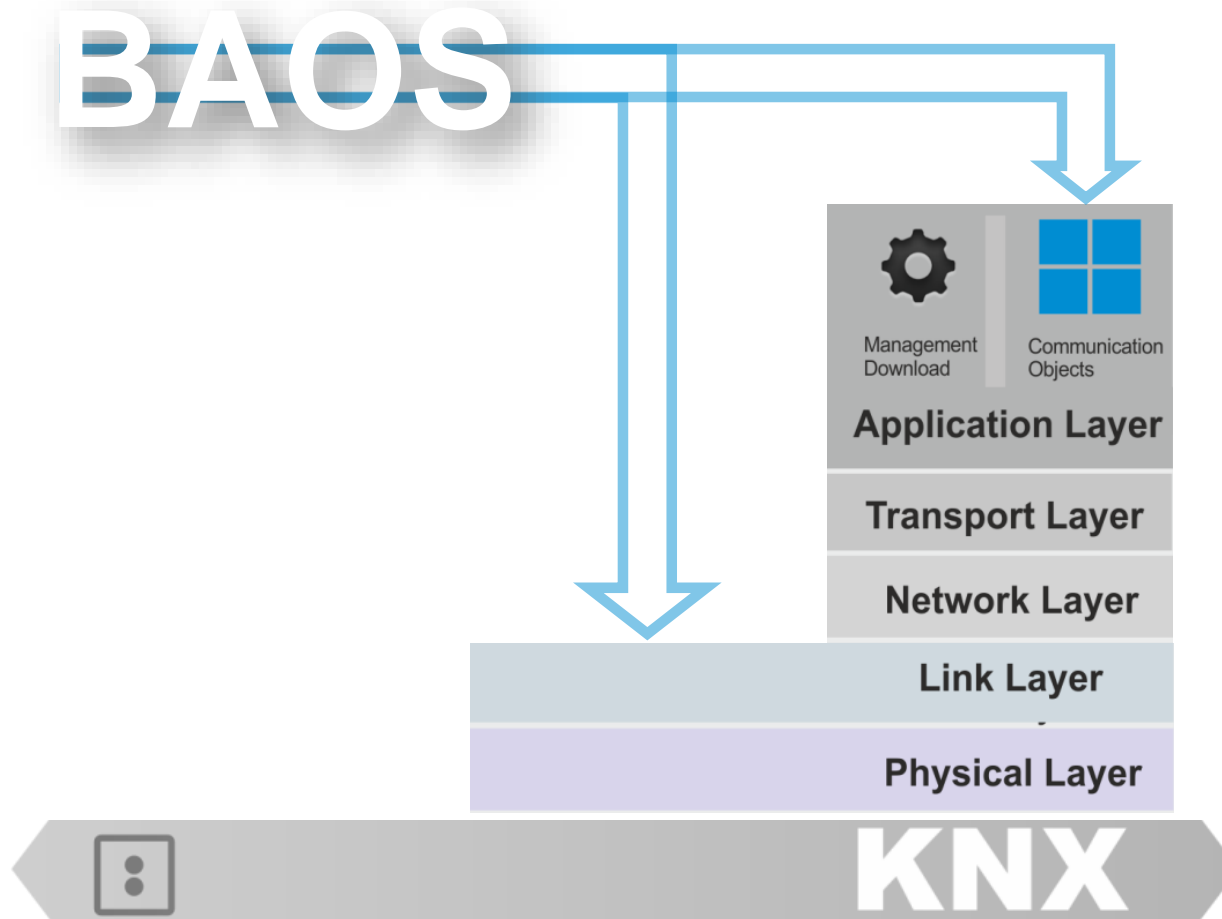 BAOS
Management
Download
Communication
Objects
Application Layer
Transport Layer
Network Layer
Link Layer
Physical Layer
KNX